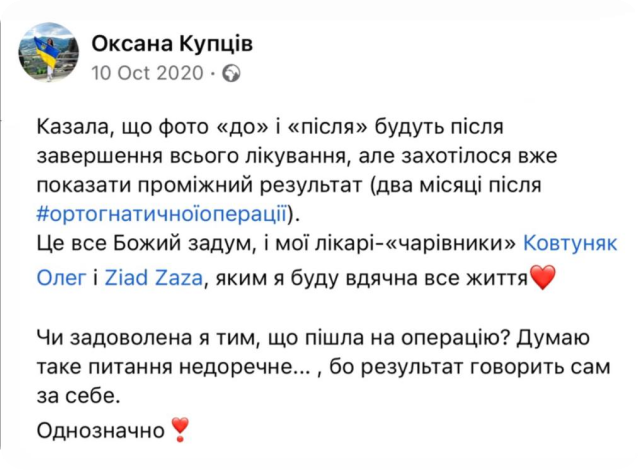 Оксана Купців
10 Oct 2020 ·
Казала, що фото «до» і «після» будуть після
завершення всього лікування, але захотілося вже
показати проміжний результат (два місяці після
#ортогнатичноїоперації).
Це все Божий задум, і мої лікарі-«чарівники» Ковтуняк
Олег і Ziad Zaza, яким я буду вдячна все життя❤️
Чи задоволена я тим, що пішла на операцію? Думаю
таке питання недоречне... , бо результат говорить сам
за себе.
Однозначно❣️